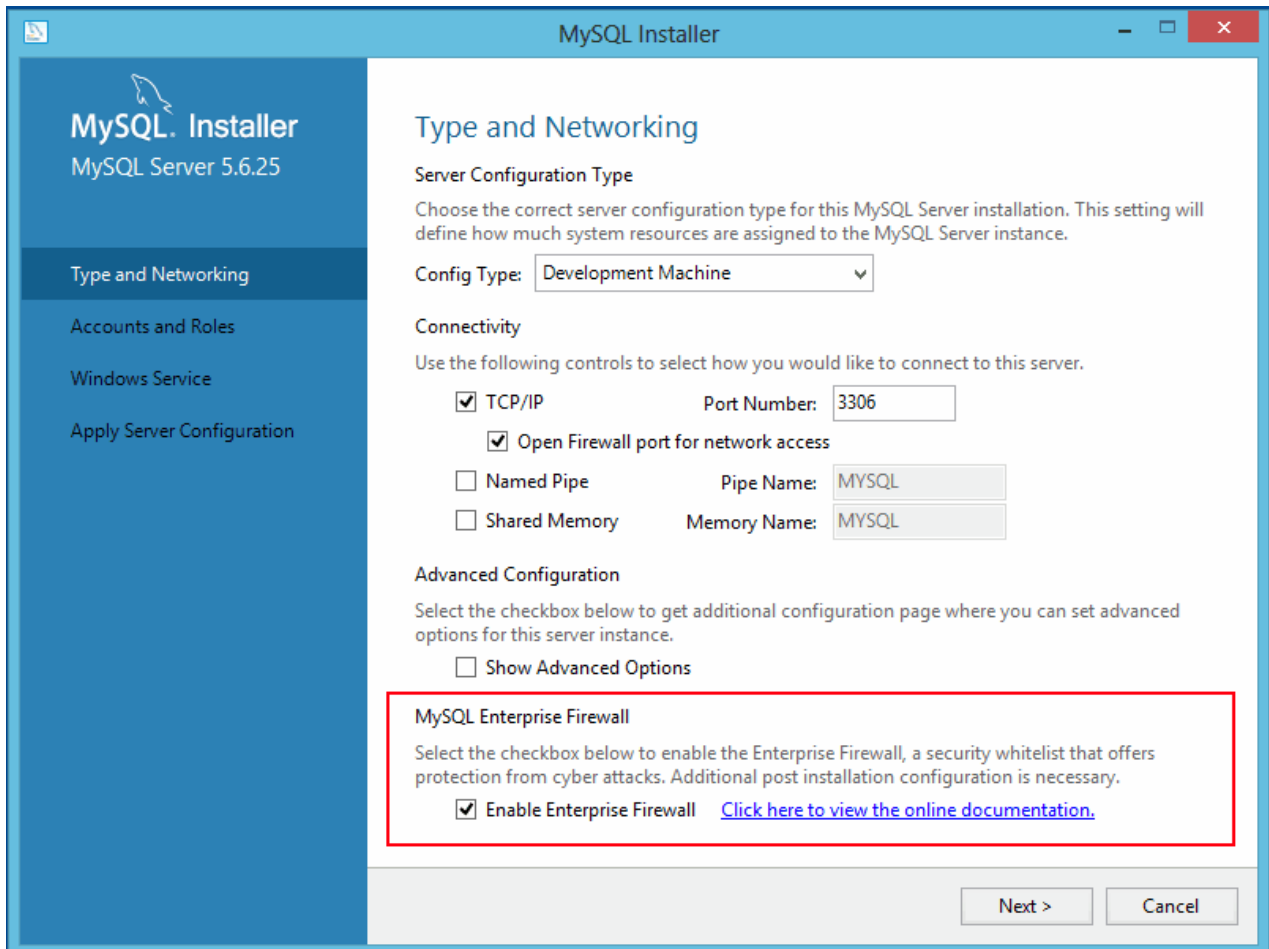 MySQL Installer
MySQL. Installer
MySQL Server 5.6.25
Type and Networking
Accounts and Roles
Windows Service
Apply Server Configuration
Type and Networking
Server Configuration Type
Choose the correct server configuration type for this MySQL Server installation. This setting will
define how much system resources are assigned to the MySQL Server instance.
Config Type: Development Machine
Connectivity
Use the following controls to select how you would like to connect to this server.
TCP/IP Port Number: 3306
Open Firewall port for network access
Named Pipe Pipe Name: MYSQL
Shared Memory Memory Name: MYSQL
Advanced Configuration
Select the checkbox below to get additional configuration page where you can set advanced
options for this server instance.
Show Advanced Options
MySQL Enterprise Firewall
Select the checkbox below to enable the Enterprise Firewall, a security whitelist that offers
protection from cyber attacks. Additional post installation configuration is necessary.
Enable Enterprise Firewall Click here to view the online documentation.
Next > Cancel